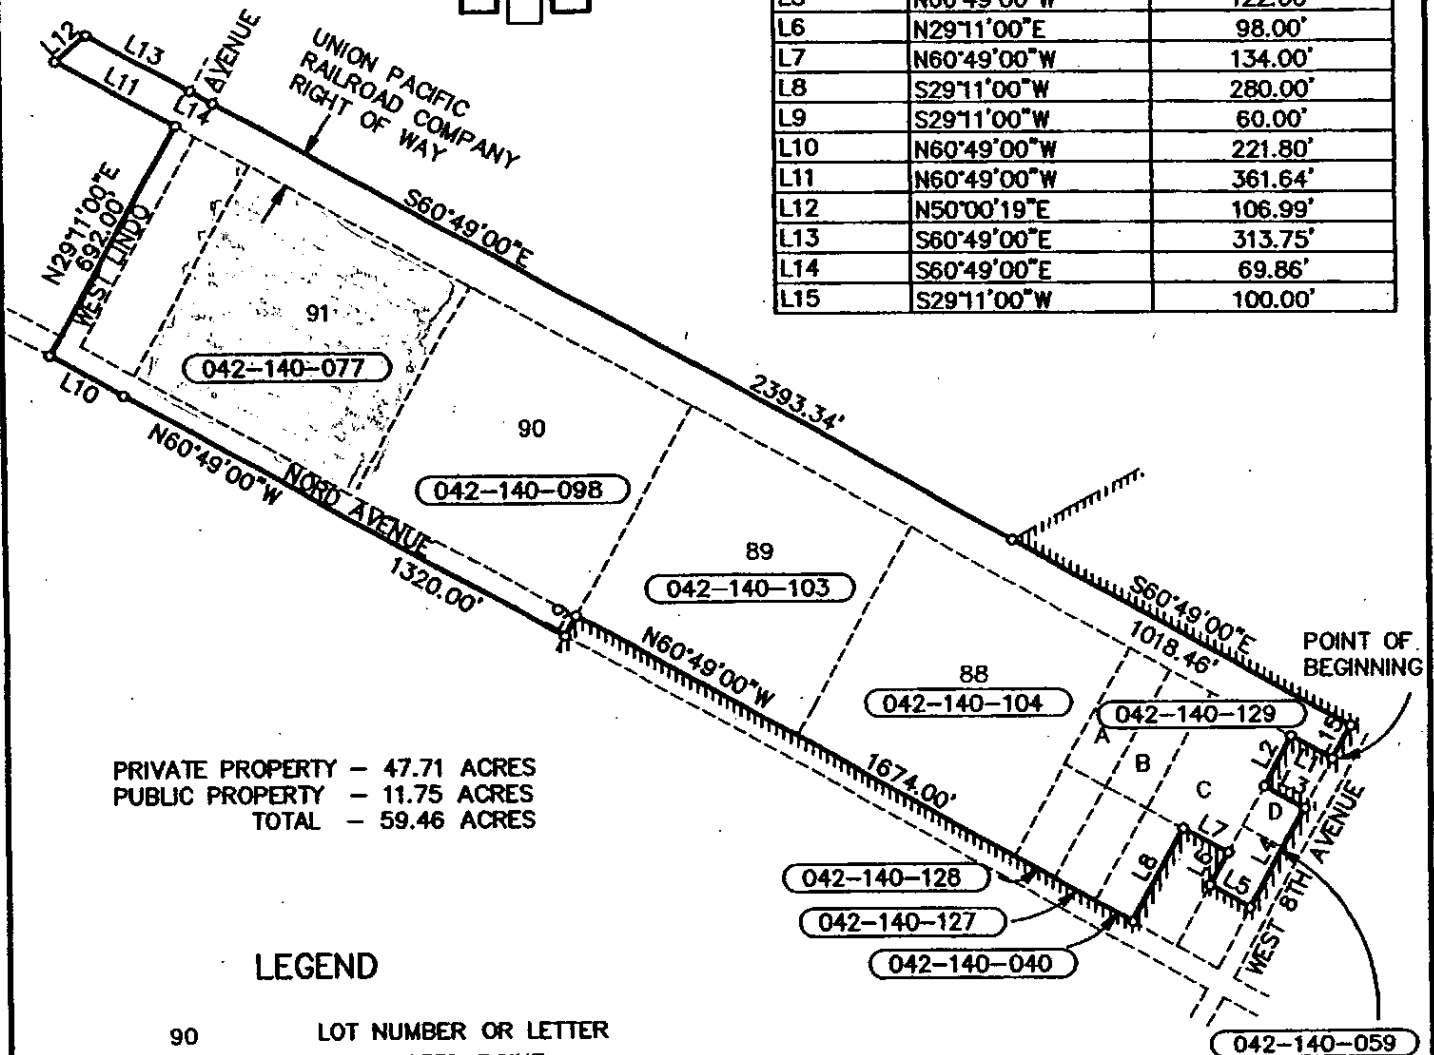 L5 N60°49'00"W 122.00'
L6 N29°11'00"E 98.00'
L7 N60°49'00"W 134.00'
L8 S29°11'00"W 280.00'
L9 S29°11'00"W 60.00'
L10 N60°49'00"W 221.80'
L11 N60°49'00"W 361.64'
L12 N50°00'19"E 106.99'
L13 S60°49'00"E 313.75'
L14 S60°49'00"E 69.86'
L15 S29°11'00"W 100.00'
L12
L13
L11
L14
AVENUE
UNION PACIFIC
RAILROAD COMPANY
RIGHT OF WAY
N29°11'00"E
692.00'
WEST LINDO
S60°49'00"E
2393.34'
91
042-140-077
L10
N60°49'00"W
NORD AVENUE
1320.00'
90
042-140-098
89
042-140-103
N60°49'00"W
1674.00'
88
042-140-104
S60°49'00"E
1018.46'
POINT OF
BEGINNING
042-140-129
L15
L1
L2
L3
A
B
C
D
L4
L7
L6
L5
L8
WEST 8TH AVENUE
PRIVATE PROPERTY - 47.71 ACRES
PUBLIC PROPERTY - 11.75 ACRES
TOTAL - 59.46 ACRES
042-140-128
042-140-127
042-140-040
042-140-059
LEGEND
90 LOT NUMBER OR LETTER